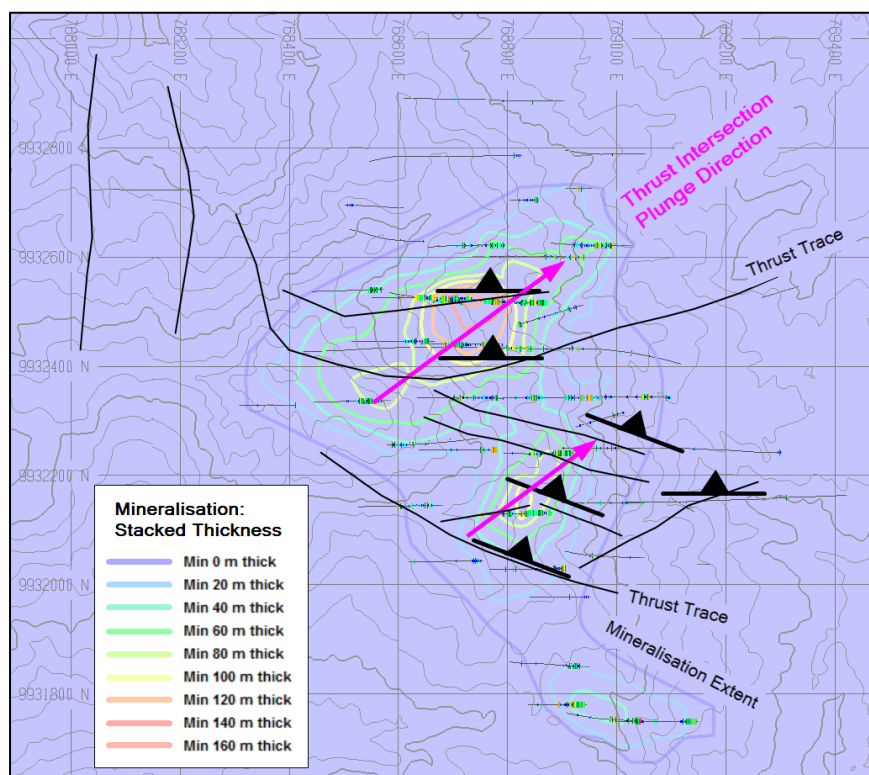 768000 E
768200 E
768400 E
768600 E
768800 E
769000 E
769200 E
769400 E
9932800 N
Thrust Intersection
Plunge Direction
9932600 N
Thrust Trace
9932400 N
9932200 N
Mineralisation:
Stacked Thickness
Min 0 m thick
Min 20 m thick
Min 40 m thick
Min 60 m thick
Min 80 m thick
Min 100 m thick
Min 120 m thick
Min 140 m thick
Min 160 m thick
9932000 N
Thrust Trace
Mineralisation Extent
9931800 N